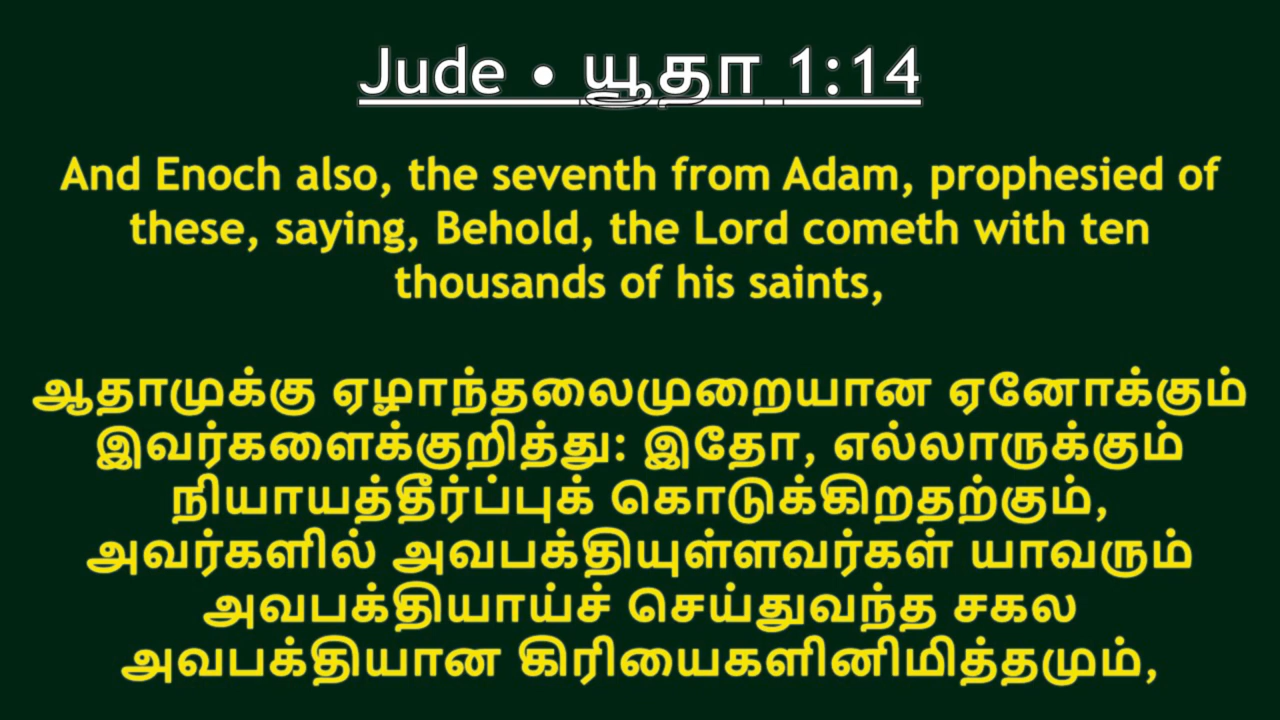 Jude • யூதா 1:14
And Enoch also, the seventh from Adam, prophesied of
these, saying, Behold, the Lord cometh with ten
thousands of his saints,
ஆதாமுக்கு ஏழாந்தலைமுறையான ஏனோக்கும்
இவர்களைக்குறித்து: இதோ, எல்லாருக்கும்
நியாயத்தீர்ப்புக் கொடுக்கிறதற்கும்,
அவர்களில் அவபக்தியுள்ளவர்கள் யாவரும்
அவபக்தியாய்ச் செய்துவந்த சகல
அவபக்தியான கிரியைகளினிமித்தமும்,